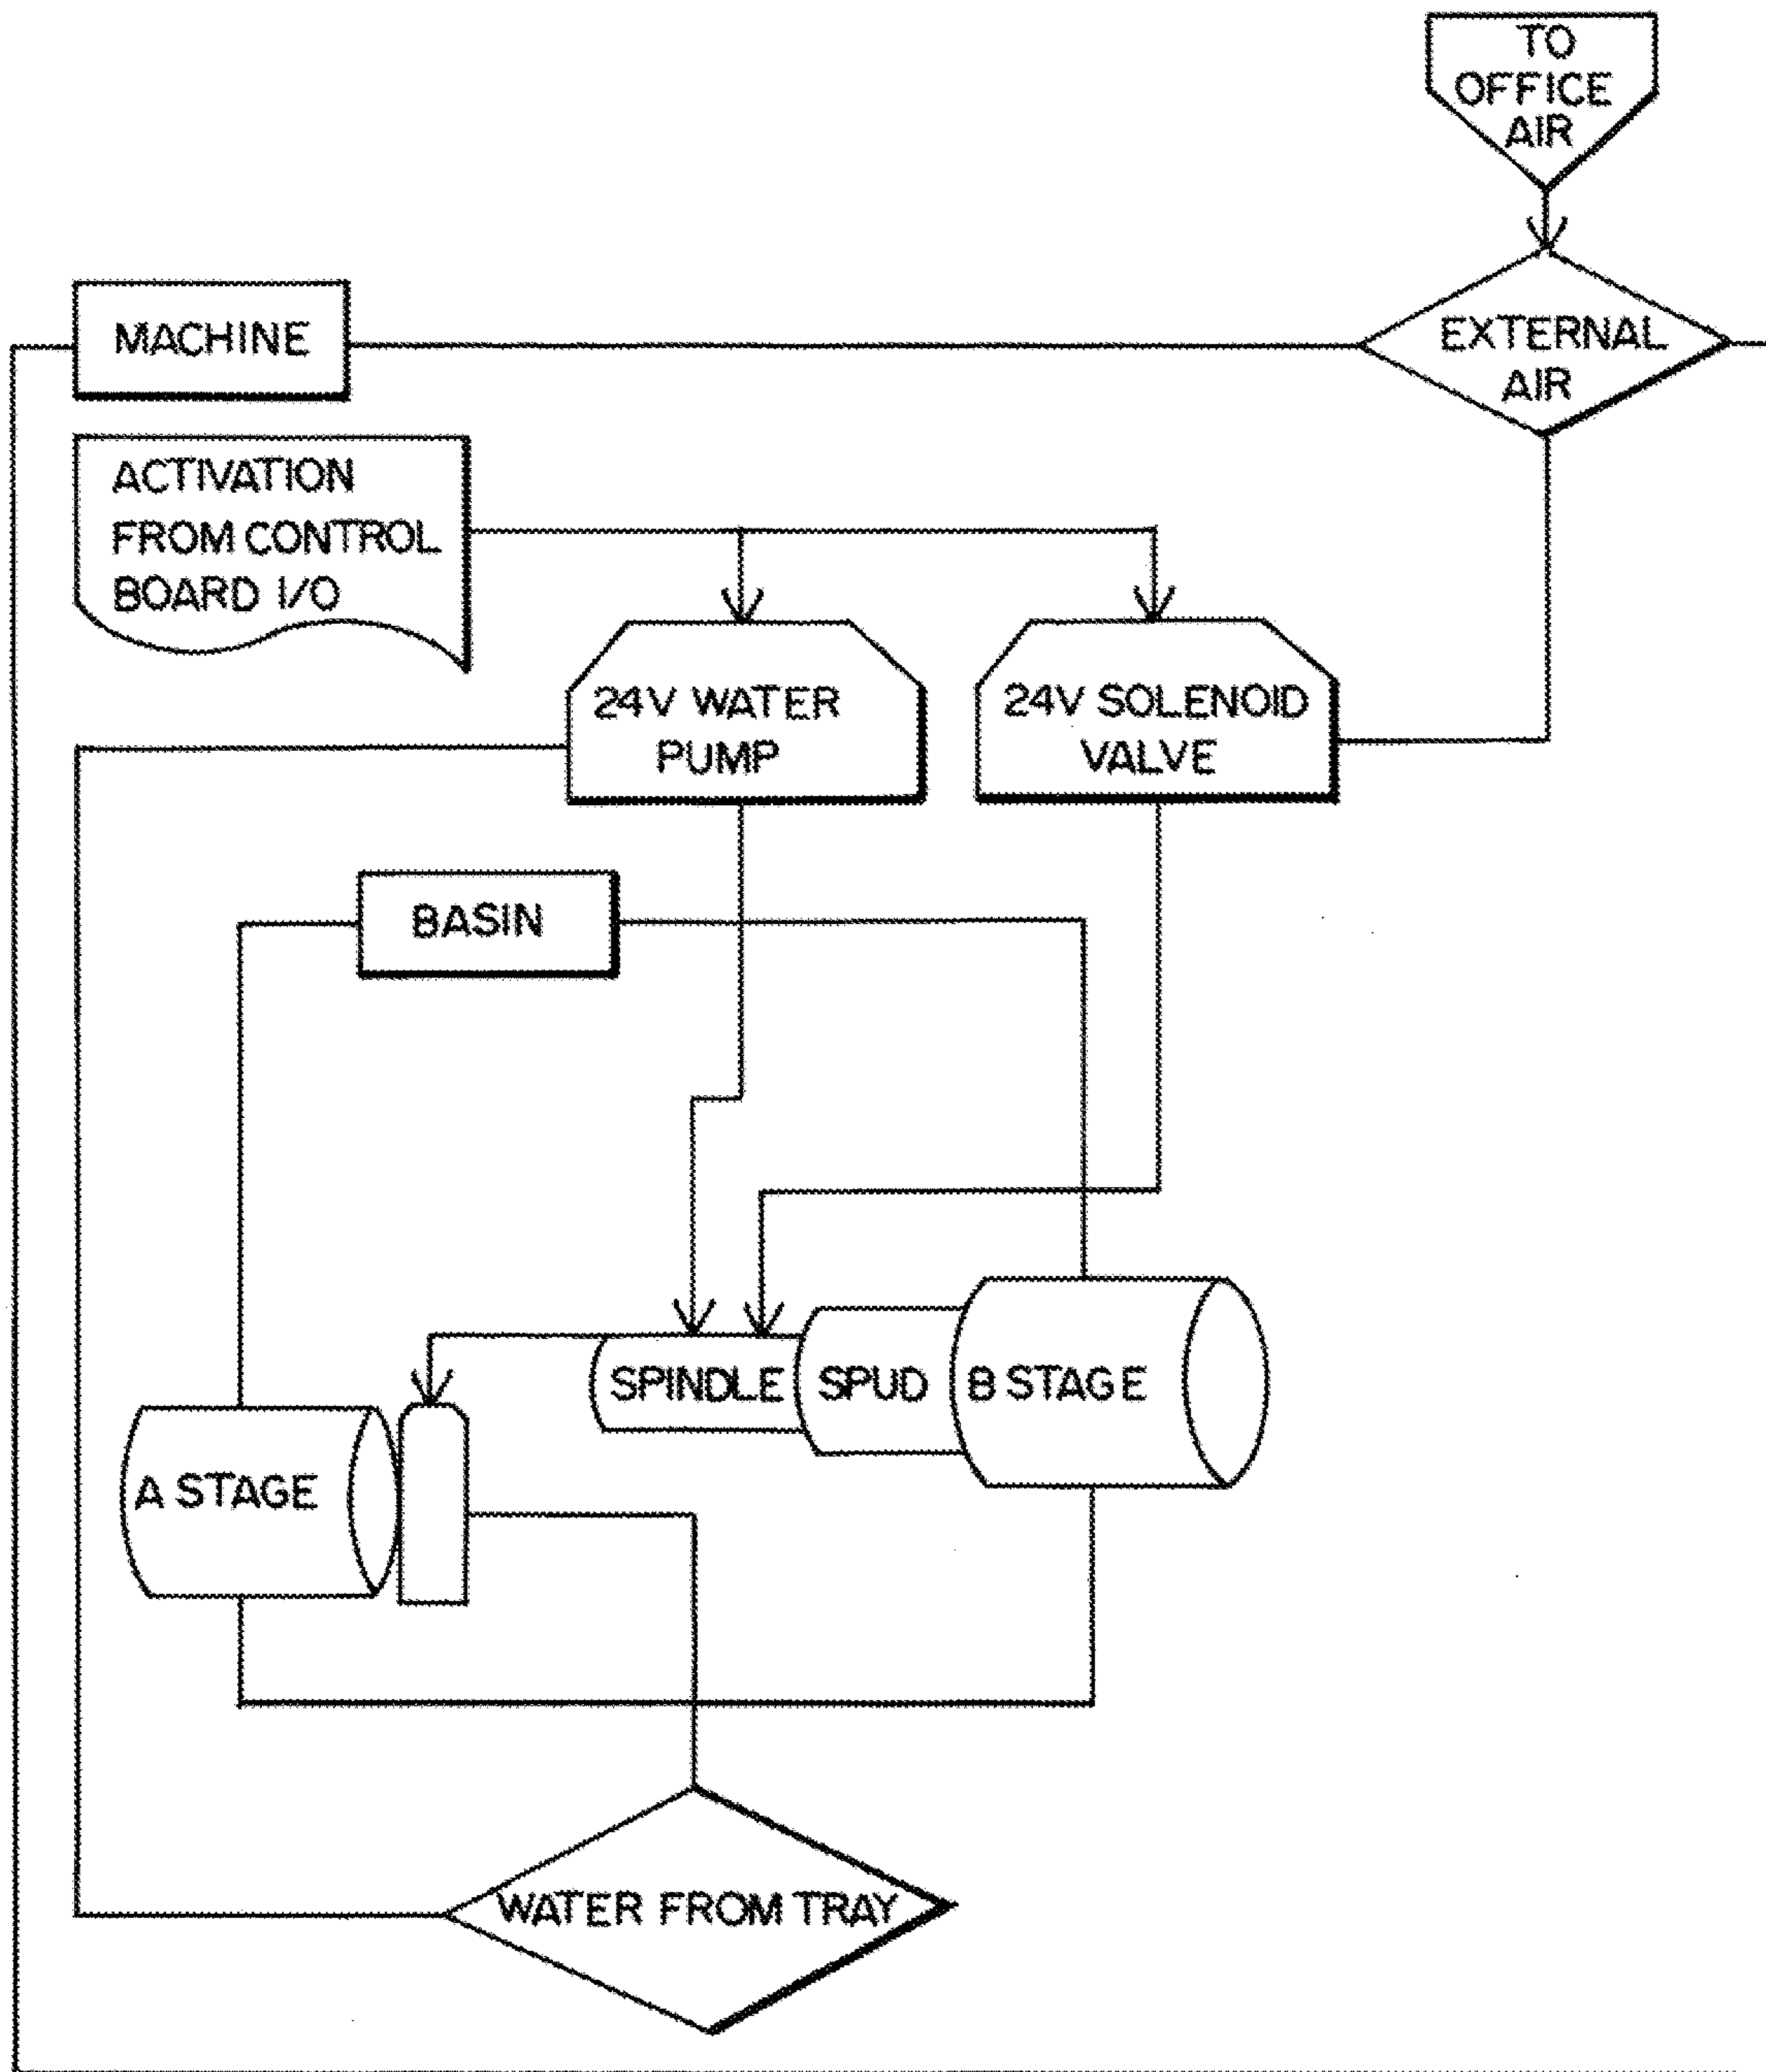 TO
OFFICE
AIR
MACHINE
EXTERNAL
AIR
ACTIVATION
FROM CONTROL
BOARD I/O
24V WATER
PUMP
24V SOLENOID
VALVE
BASIN
SPINDLE
SPUD
B STAGE
A STAGE
WATER FROM TRAY